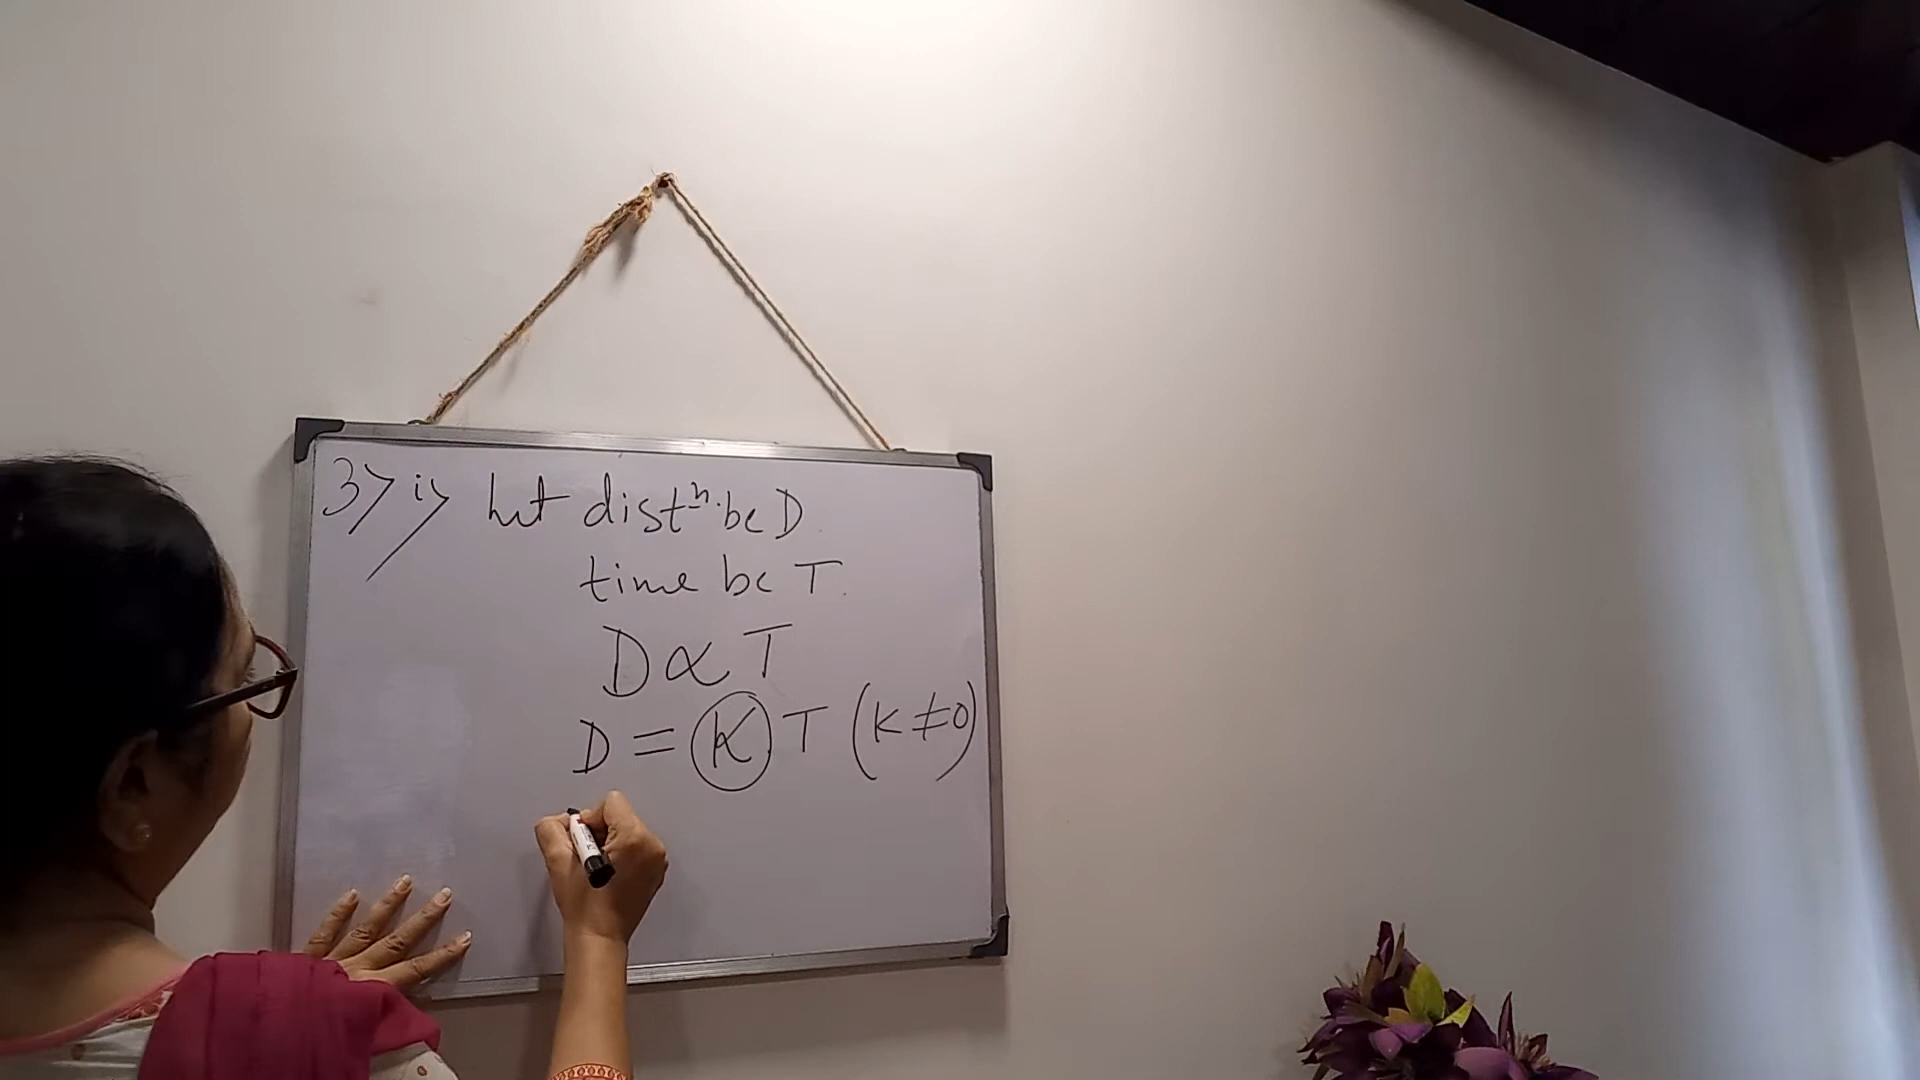 3> i> Let distⁿ. be D.
time be T.
D ∝ T
D = K T (K ≠ 0)